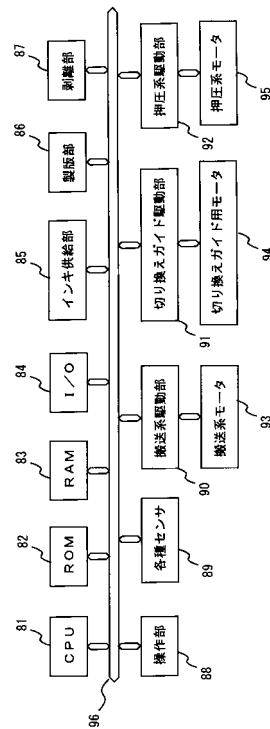 81
CPU
82
ROM
83
RAM
84
I/O
85
インキ供給部
86
製版部
87
剥離部
96
操作部
88
各種センサ
89
搬送系駆動部
90
切り換えガイド駆動部
91
押圧系駆動部
92
搬送系モータ
93
切り換えガイド用モータ
94
押圧系モータ
95